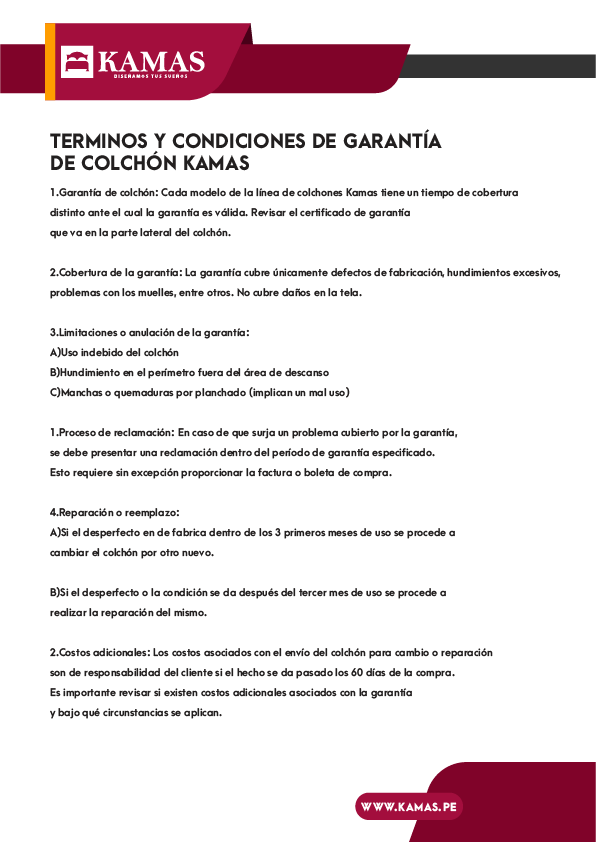 KAMAS
DISEÑAMOS TUS SUEÑOS
TERMINOS Y CONDICIONES DE GARANTÍA
DE COLCHÓN KAMAS
1.Garantía de colchón: Cada modelo de la línea de colchones Kamas tiene un tiempo de cobertura
distinto ante el cual la garantía es válida. Revisar el certificado de garantía
que va en la parte lateral del colchón.
2.Cobertura de la garantía: La garantía cubre únicamente defectos de fabricación, hundimientos excesivos,
problemas con los muelles, entre otros. No cubre daños en la tela.
3.Limitaciones o anulación de la garantía:
A)Uso indebido del colchón
B)Hundimiento en el perímetro fuera del área de descanso
C)Manchas o quemaduras por planchado (implican un mal uso)
1.Proceso de reclamación: En caso de que surja un problema cubierto por la garantía,
se debe presentar una reclamación dentro del período de garantía especificado.
Esto requiere sin excepción proporcionar la factura o boleta de compra.
4.Reparación o reemplazo:
A)Si el desperfecto en de fabrica dentro de los 3 primeros meses de uso se procede a
cambiar el colchón por otro nuevo.
B)Si el desperfecto o la condición se da después del tercer mes de uso se procede a
realizar la reparación del mismo.
2.Costos adicionales: Los costos asociados con el envío del colchón para cambio o reparación
son de responsabilidad del cliente si el hecho se da pasado los 60 días de la compra.
Es importante revisar si existen costos adicionales asociados con la garantía
y bajo qué circunstancias se aplican.
WWW.KAMAS.PE